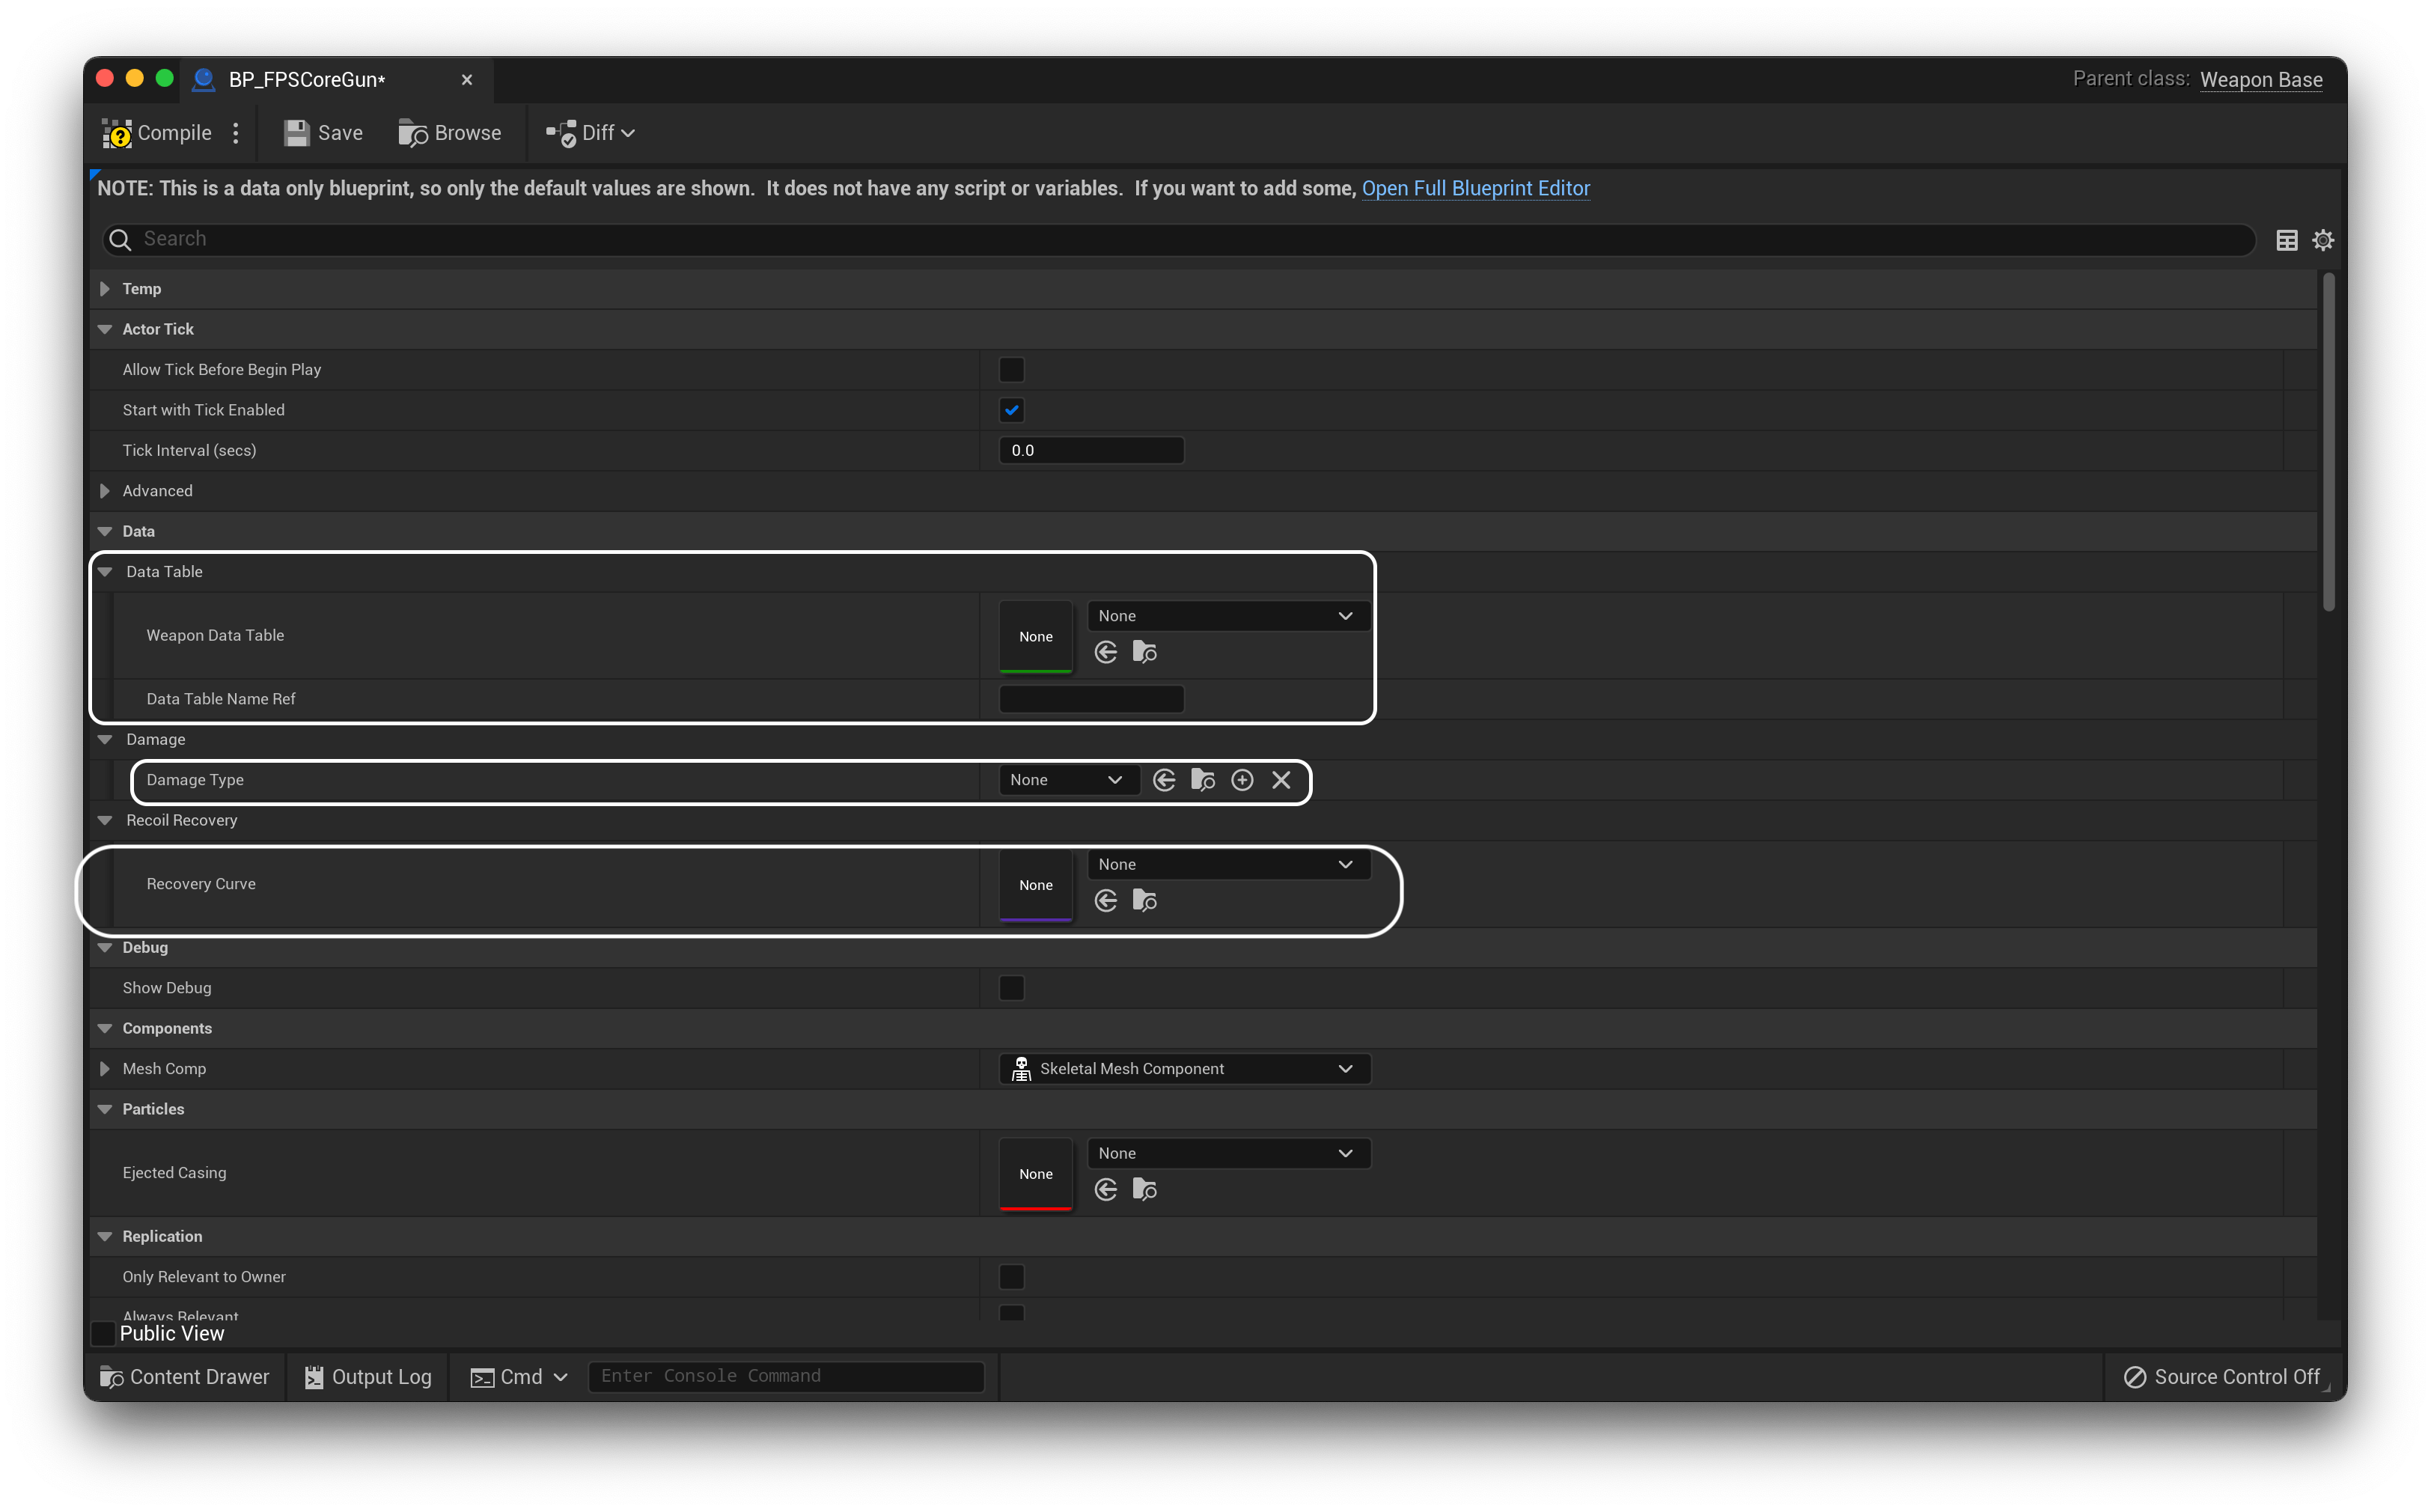 BP_FPSCoreGun*
Parent class: Weapon Base
Compile Save Browse Diff
NOTE: This is a data only blueprint, so only the default values are shown.  It does not have any script or variables.  If you want to add some, Open Full Blueprint Editor
Search
Temp
Actor Tick
Allow Tick Before Begin Play
Start with Tick Enabled
Tick Interval (secs) 0.0
Advanced
Data
Data Table
None
Weapon Data Table None
Data Table Name Ref
Damage
Damage Type None
Recoil Recovery
None
Recovery Curve None
Debug
Show Debug
Components
Mesh Comp Skeletal Mesh Component
Particles
None
Ejected Casing None
Replication
Only Relevant to Owner
Always Relevant
Public View
Content Drawer Output Log Cmd Enter Console Command Source Control Off